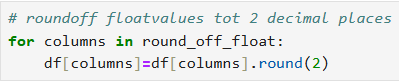 # roundoff floatvalues tot 2 decimal places
for columns in round_off_float:
    df[columns]=df[columns].round(2)